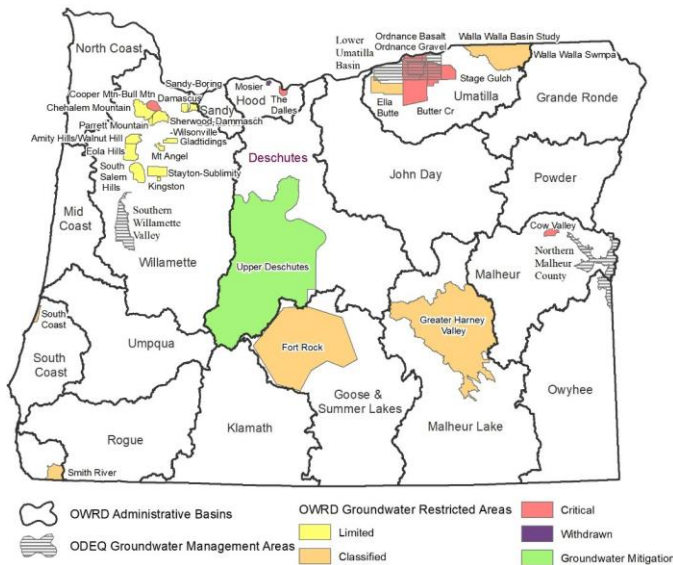 North Coast
Lower
Umatilla
Basin
Ordnance Basalt
Ordnance Gravel
Walla Walla Basin Study
Walla Walla Swmpa
Stage Gulch
Umatilla
Ella
Butte
Butter Cr
Grande Ronde
Sandy-Boring
Cooper Mtn-Bull Mtn
Damascus
Mosier
Hood
The
Dalles
Chehalem Mountain
Sandy
Parrett Mountain
Sherwood-Dammasch
-Wilsonville
Amity Hills/Walnut Hill
Gladtidings
Eola Hills
Mt Angel
South
Salem
Hills
Stayton-Sublimity
Kingston
Deschutes
John Day
Powder
Mid
Coast
Southern
Willamette
Valley
Willamette
Upper Deschutes
Cow Valley
Northern
Malheur
County
Malheur
South
Coast
South
Coast
Umpqua
Fort Rock
Greater Harney
Valley
Goose &
Summer Lakes
Owyhee
Rogue
Klamath
Malheur Lake
Smith River
OWRD Administrative Basins
ODEQ Groundwater Management Areas
OWRD Groundwater Restricted Areas
Limited
Classified
Critical
Withdrawn
Groundwater Mitigation